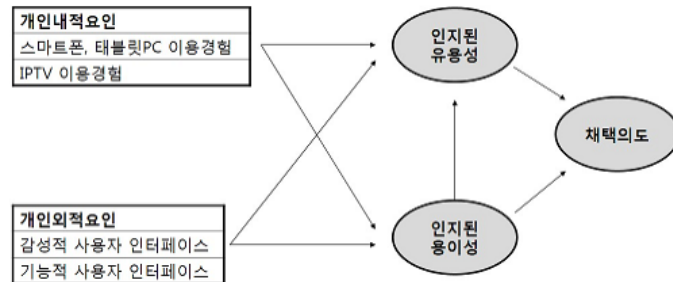 개인내적요인
스마트폰, 태블릿PC 이용경험
IPTV 이용경험
인지된
유용성
채택의도
개인외적요인
감성적 사용자 인터페이스
기능적 사용자 인터페이스
인지된
용이성